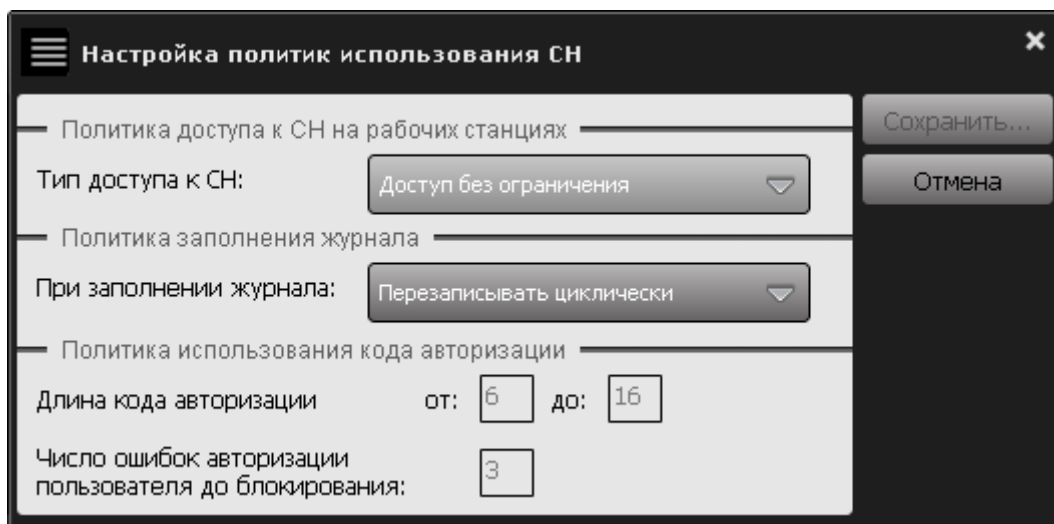 Настройка политик использования СН
Политика доступа к СН на рабочих станциях
Сохранить...
Тип доступа к СН: Доступ без ограничения
Отмена
Политика заполнения журнала
При заполнении журнала: Перезаписывать циклически
Политика использования кода авторизации
Длина кода авторизации от: 6 до: 16
Число ошибок авторизации
пользователя до блокирования: 3